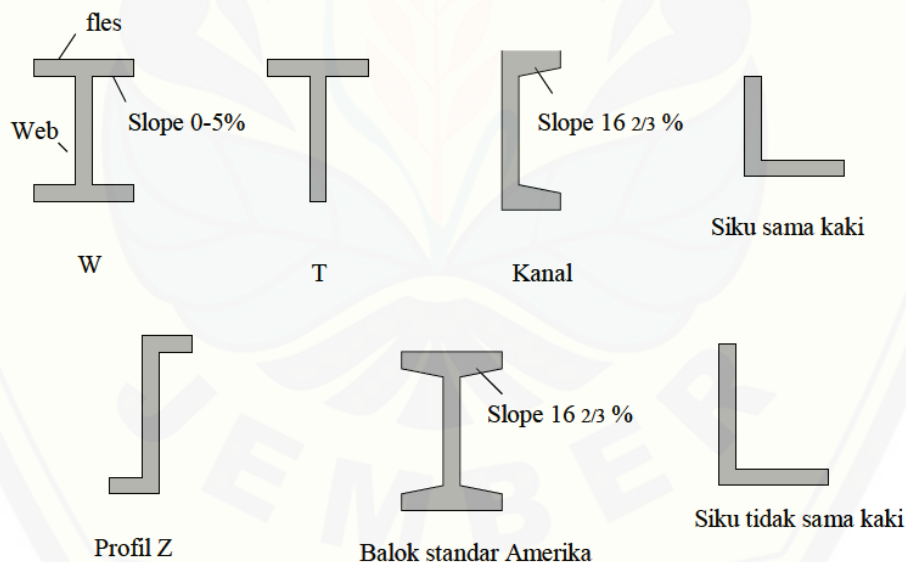 fles
Slope 0-5%
Web
W
T
Slope 16 2/3 %
Kanal
Siku sama kaki
Profil Z
Slope 16 2/3 %
Balok standar Amerika
Siku tidak sama kaki
JEMBER